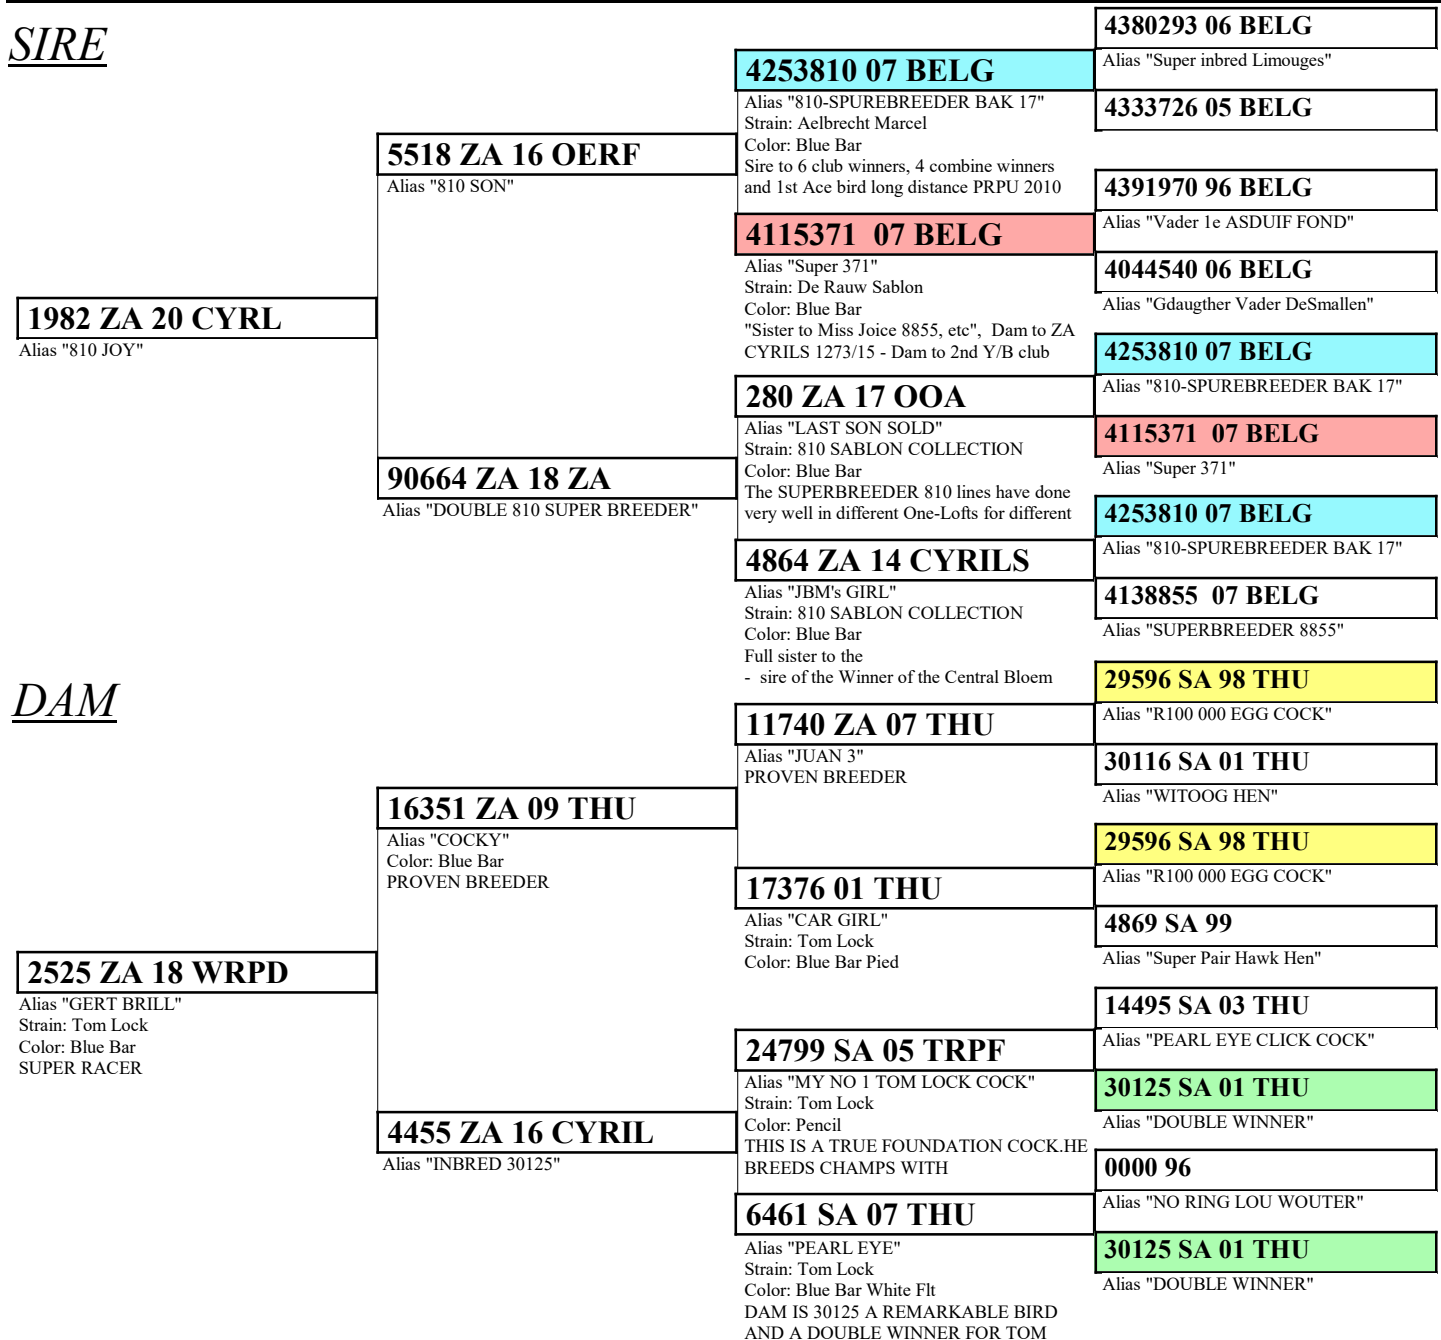 SIRE
1982 ZA 20 CYRL
Alias "810 JOY"
5518 ZA 16 OERF
Alias "810 SON"
90664 ZA 18 ZA
Alias "DOUBLE 810 SUPER BREEDER"
4253810 07 BELG
Alias "810-SPUREBREEDER BAK 17"
Strain: Aelbrecht Marcel
Color: Blue Bar
Sire to 6 club winners, 4 combine winners
and 1st Ace bird long distance PRPU 2010
4115371  07 BELG
Alias "Super 371"
Strain: De Rauw Sablon
Color: Blue Bar
"Sister to Miss Joice 8855, etc",  Dam to ZA
CYRILS 1273/15 - Dam to 2nd Y/B club
280 ZA 17 OOA
Alias "LAST SON SOLD"
Strain: 810 SABLON COLLECTION
Color: Blue Bar
The SUPERBREEDER 810 lines have done
very well in different One-Lofts for different
4864 ZA 14 CYRILS
Alias "JBM's GIRL"
Strain: 810 SABLON COLLECTION
Color: Blue Bar
Full sister to the
-  sire of the Winner of the Central Bloem
4380293 06 BELG
Alias "Super inbred Limouges"
4333726 05 BELG
4391970 96 BELG
Alias "Vader 1e ASDUIF FOND"
4044540 06 BELG
Alias "Gdaugther Vader DeSmallen"
4253810 07 BELG
Alias "810-SPUREBREEDER BAK 17"
4115371  07 BELG
Alias "Super 371"
4253810 07 BELG
Alias "810-SPUREBREEDER BAK 17"
4138855  07 BELG
Alias "SUPERBREEDER 8855"
DAM
2525 ZA 18 WRPD
Alias "GERT BRILL"
Strain: Tom Lock
Color: Blue Bar
SUPER RACER
16351 ZA 09 THU
Alias "COCKY"
Color: Blue Bar
PROVEN BREEDER
4455 ZA 16 CYRIL
Alias "INBRED 30125"
11740 ZA 07 THU
Alias "JUAN 3"
PROVEN BREEDER
17376 01 THU
Alias "CAR GIRL"
Strain: Tom Lock
Color: Blue Bar Pied
24799 SA 05 TRPF
Alias "MY NO 1 TOM LOCK COCK"
Strain: Tom Lock
Color: Pencil
THIS IS A TRUE FOUNDATION COCK.HE
BREEDS CHAMPS WITH
6461 SA 07 THU
Alias "PEARL EYE"
Strain: Tom Lock
Color: Blue Bar White Flt
DAM IS 30125 A REMARKABLE BIRD
AND A DOUBLE WINNER FOR TOM
29596 SA 98 THU
Alias "R100 000 EGG COCK"
30116 SA 01 THU
Alias "WITOOG HEN"
29596 SA 98 THU
Alias "R100 000 EGG COCK"
4869 SA 99
Alias "Super Pair Hawk Hen"
14495 SA 03 THU
Alias "PEARL EYE CLICK COCK"
30125 SA 01 THU
Alias "DOUBLE WINNER"
0000 96
Alias "NO RING LOU WOUTER"
30125 SA 01 THU
Alias "DOUBLE WINNER"